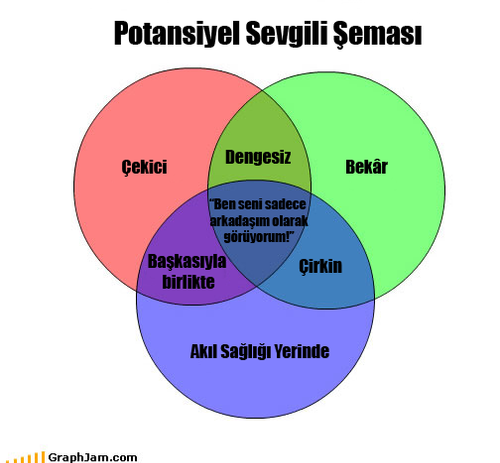 Potansiyel Sevgili Şeması
Çekici
Dengesiz
Bekâr
"Ben seni sadece
arkadaşım olarak
görüyorum!"
Başkasıyla
birlikte
Çirkin
Akıl Sağlığı Yerinde
GraphJam.com